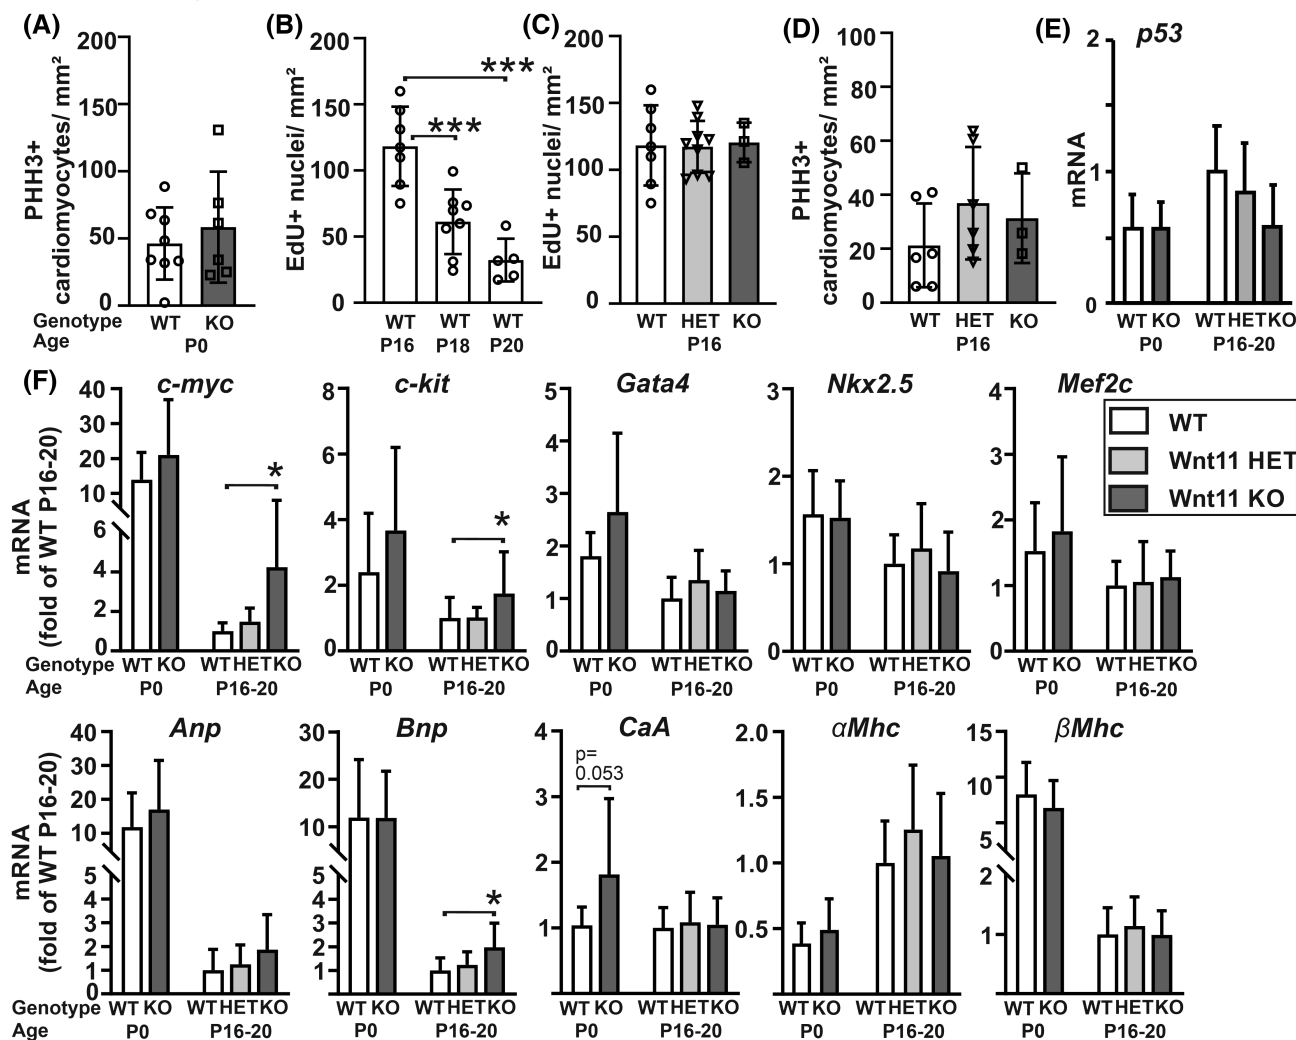 (A)
PHH3+
cardiomyocytes/ mm²
200
150
100
50
0
Genotype WT KO
Age P0
(B)
EdU+ nuclei/ mm²
200
150
100
50
0
***
***
WT WT WT
P16 P18 P20
(C)
EdU+ nuclei/ mm²
200
150
100
50
0
WT HET KO
P16
(D)
PHH3+
cardiomyocytes/ mm²
100
80
60
40
20
0
WT HET KO
P16
(E) p53
mRNA
2
1
0
WT KO WT HET KO
P0 P16-20
(F)
mRNA
(fold of WT P16-20)
c-myc
40
30
20
10
6
4
2
0
*
Genotype WT KO WT HET KO
Age P0 P16-20
c-kit
8
6
4
2
0
*
WT KO WT HET KO
P0 P16-20
Gata4
5
4
3
2
1
0
WT KO WT HET KO
P0 P16-20
Nkx2.5
3
2
1
0
WT KO WT HET KO
P0 P16-20
Mef2c
4
3
2
1
0
WT KO WT HET KO
P0 P16-20
WT
Wnt11 HET
Wnt11 KO
mRNA
(fold of WT P16-20)
Anp
40
30
20
10
5
4
3
2
1
0
Genotype WT KO WT HET KO
Age P0 P16-20
Bnp
30
20
10
5
4
3
2
1
*
WT KO WT HET KO
P0 P16-20
CaA
4
3
2
1
p=
0.053
WT KO WT HET KO
P0 P16-20
αMhc
2.0
1.5
1.0
0.5
WT KO WT HET KO
P0 P16-20
βMhc
15
10
5
2
1
WT KO WT HET KO
P0 P16-20